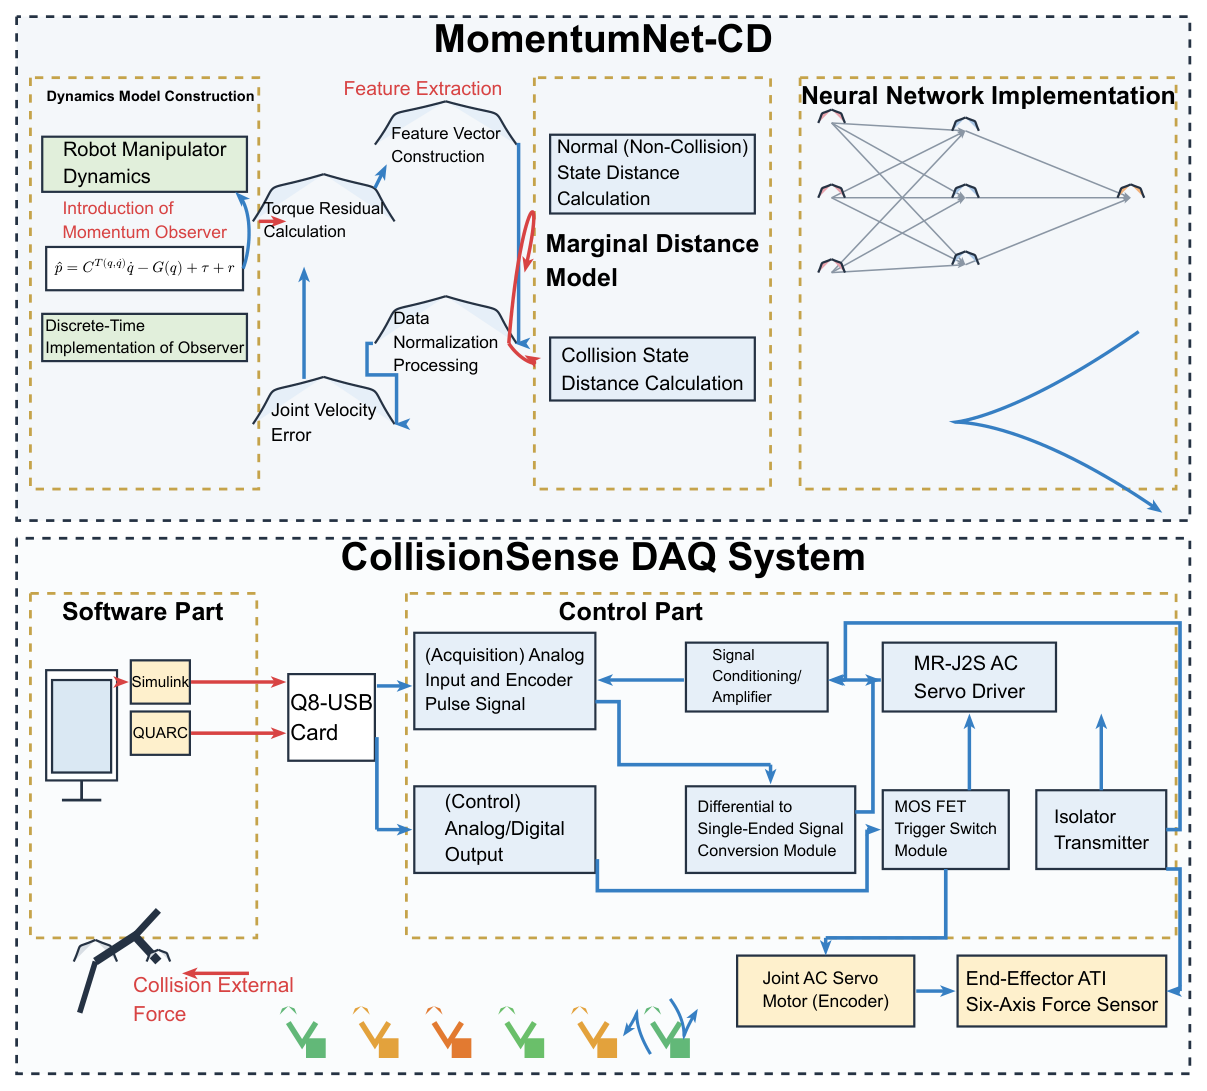 MomentumNet-CD
Dynamics Model Construction
Robot Manipulator
Dynamics
Introduction of
Momentum Observer
$\hat{p} = C^{T(q,\dot{q})}\dot{q} - G(q) + \tau + r$
Discrete-Time
Implementation of Observer
Feature Extraction
Feature Vector
Construction
Torque Residual
Calculation
Data
Normalization
Processing
Joint Velocity
Error
Normal (Non-Collision)
State Distance
Calculation
Marginal Distance
Model
Collision State
Distance Calculation
Neural Network Implementation
CollisionSense DAQ System
Software Part
Simulink
QUARC
Q8-USB
Card
Control Part
(Acquisition) Analog
Input and Encoder
Pulse Signal
Signal
Conditioning/
Amplifier
MR-J2S AC
Servo Driver
(Control)
Analog/Digital
Output
Differential to
Single-Ended Signal
Conversion Module
MOS FET
Trigger Switch
Module
Isolator
Transmitter
Collision External
Force
Joint AC Servo
Motor (Encoder)
End-Effector ATI
Six-Axis Force Sensor